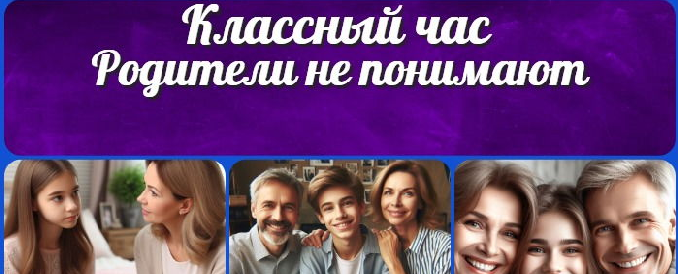 Классный час
Родители не понимают